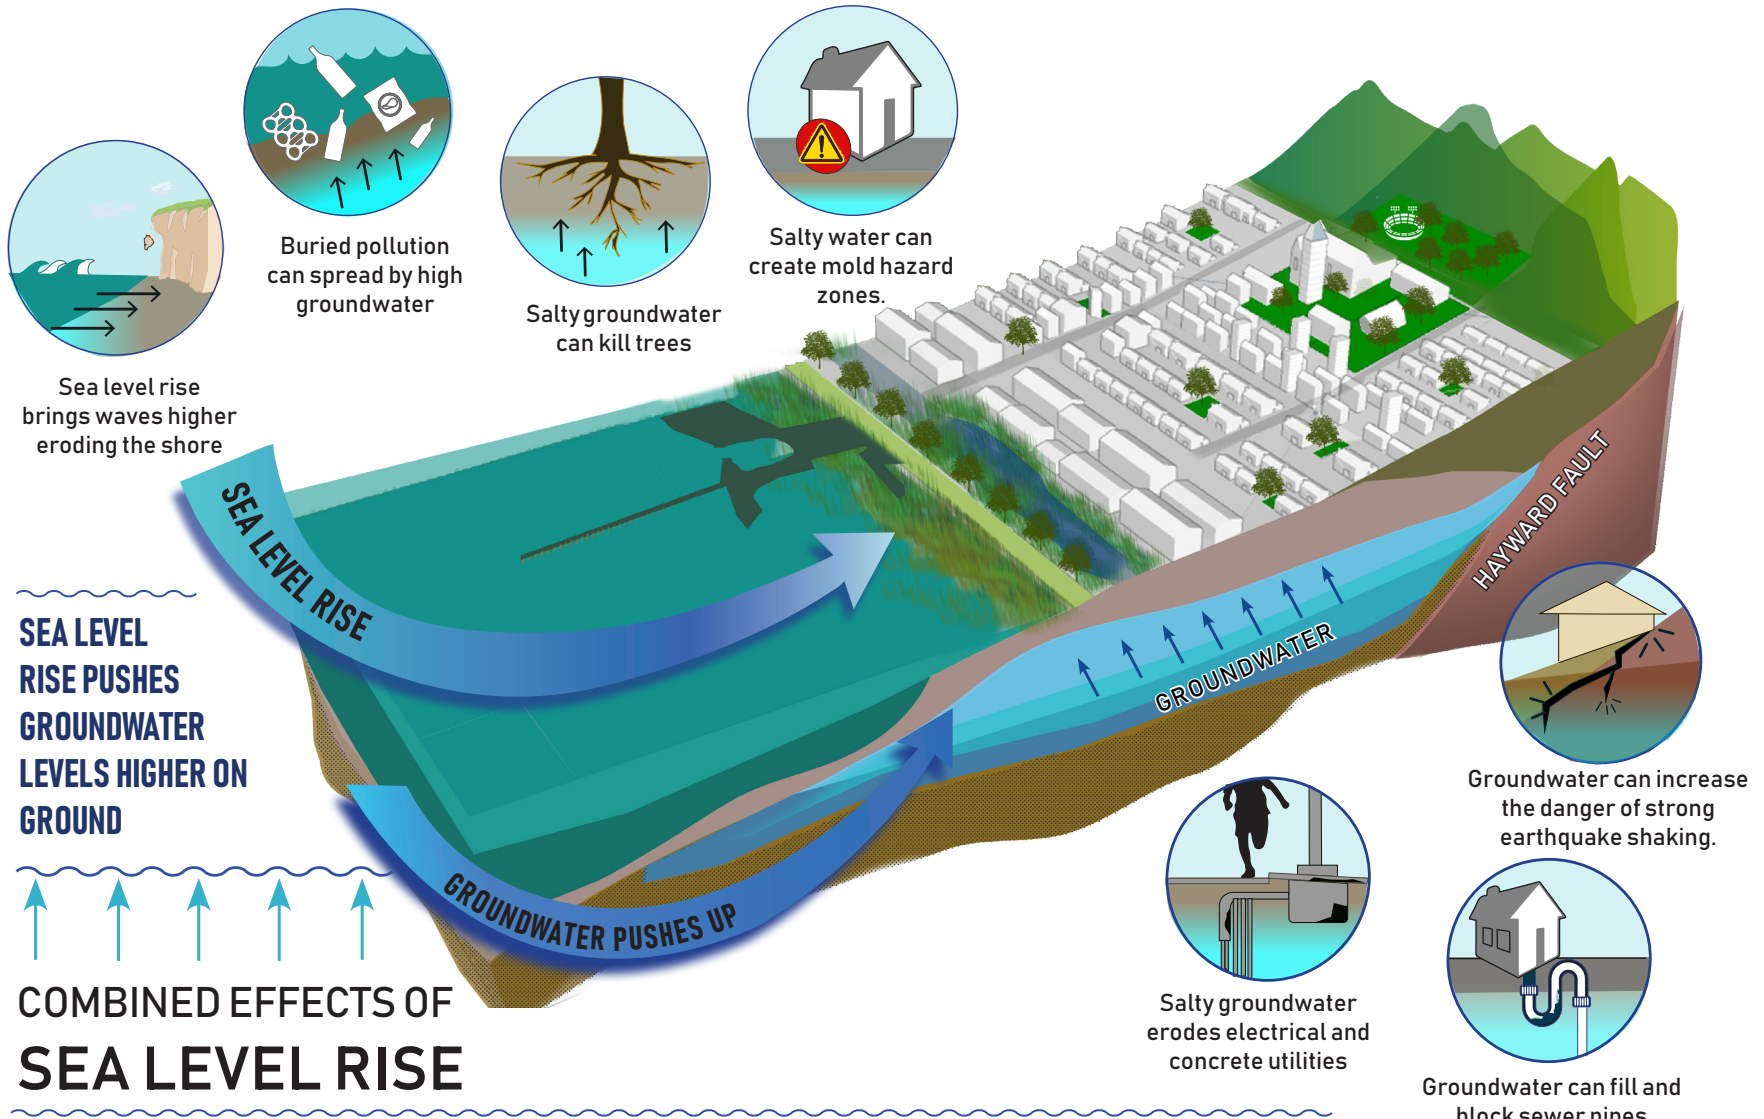 Sea level rise
brings waves higher
eroding the shore
Buried pollution
can spread by high
groundwater
Salty groundwater
can kill trees
Salty water can
create mold hazard
zones.
SEA LEVEL RISE
HAYWARD FAULT
GROUNDWATER
SEA LEVEL
RISE PUSHES
GROUNDWATER
LEVELS HIGHER ON
GROUND
GROUNDWATER PUSHES UP
Groundwater can increase
the danger of strong
earthquake shaking.
Salty groundwater
erodes electrical and
concrete utilities
Groundwater can fill and
block sewer pipes
COMBINED EFFECTS OF
SEA LEVEL RISE